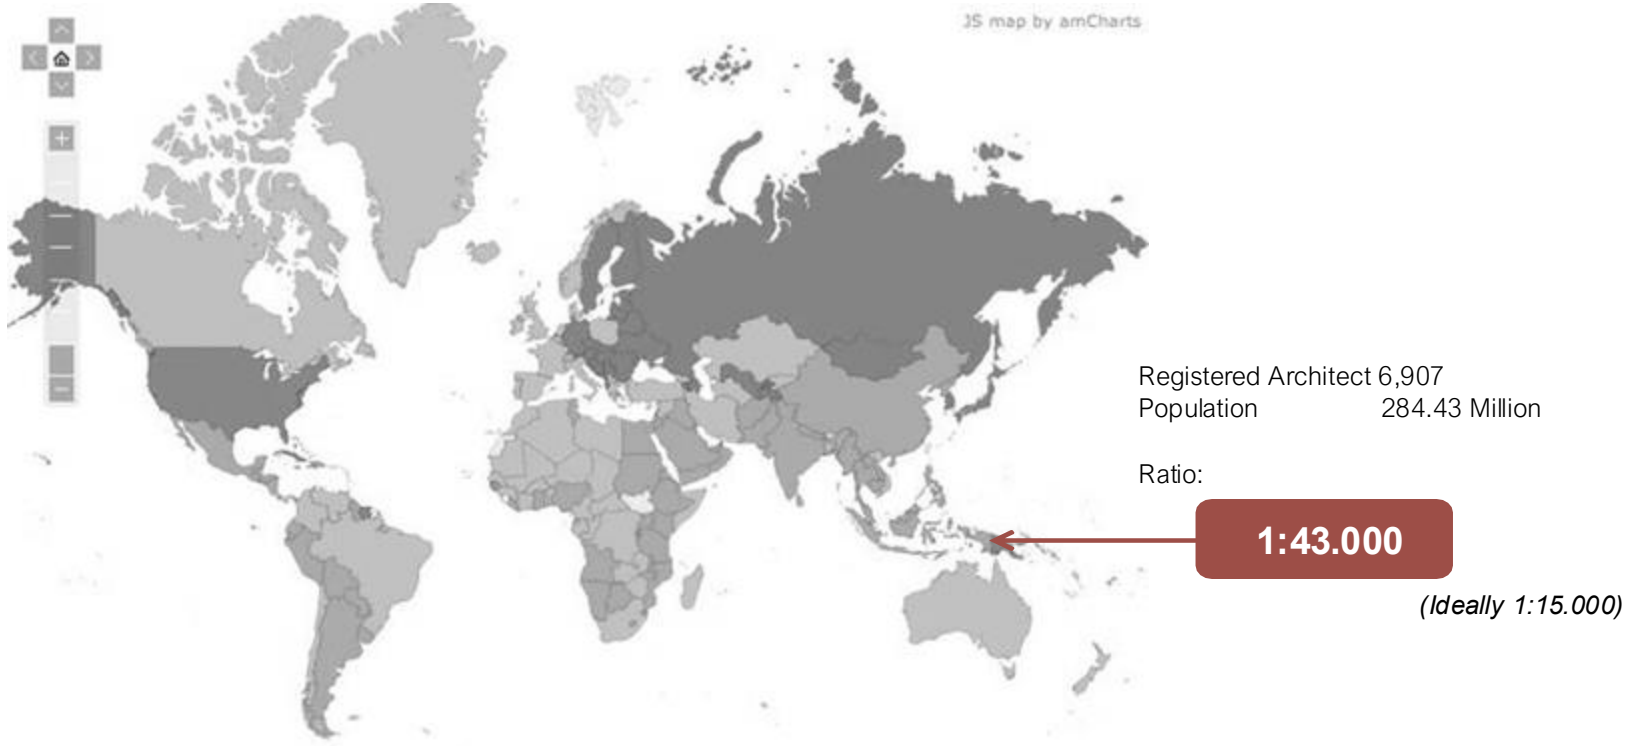 JS map by amCharts
Registered Architect 6,907
Population 284.43 Million
Ratio:
1:43.000
(Ideally 1:15.000)